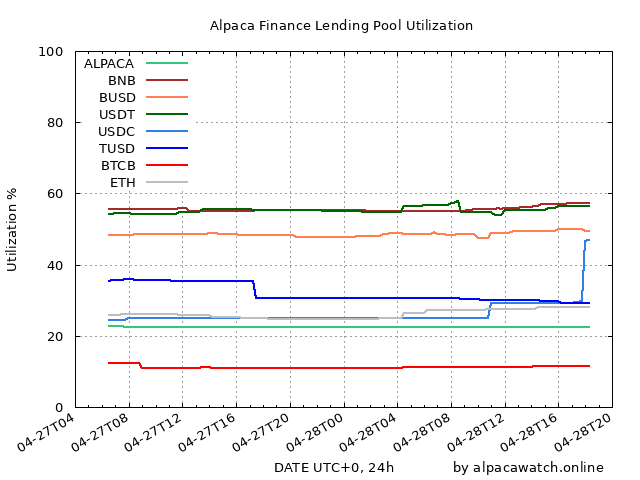 Alpaca Finance Lending Pool Utilization
100
80
60
40
20
0
Utilization %
ALPACA
BNB
BUSD
USDT
USDC
TUSD
BTCB
ETH
04-27T04
04-27T08
04-27T12
04-27T16
04-27T20
04-28T00
04-28T04
04-28T08
04-28T12
04-28T16
04-28T20
DATE UTC+0, 24h
by alpacawatch.online